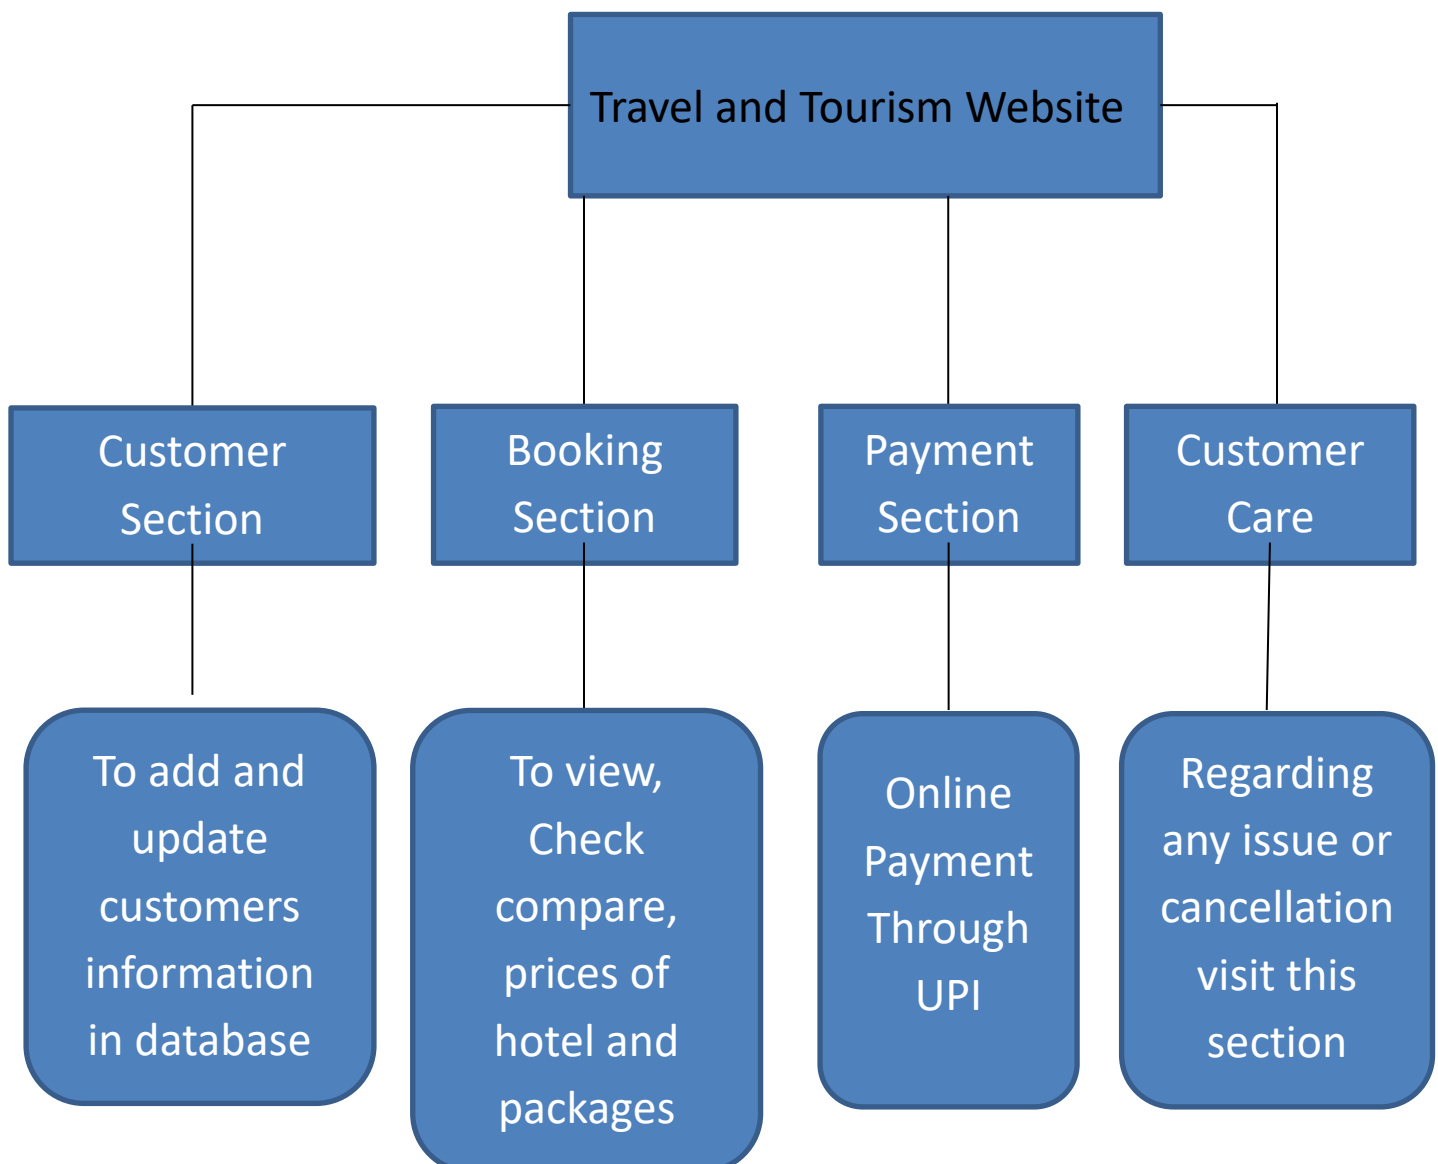 Travel and Tourism Website
Customer
Section
Booking
Section
Payment
Section
Customer
Care
To add and
update
customers
information
in database
To view,
Check
compare,
prices of
hotel and
packages
Online
Payment
Through
UPI
Regarding
any issue or
cancellation
visit this
section